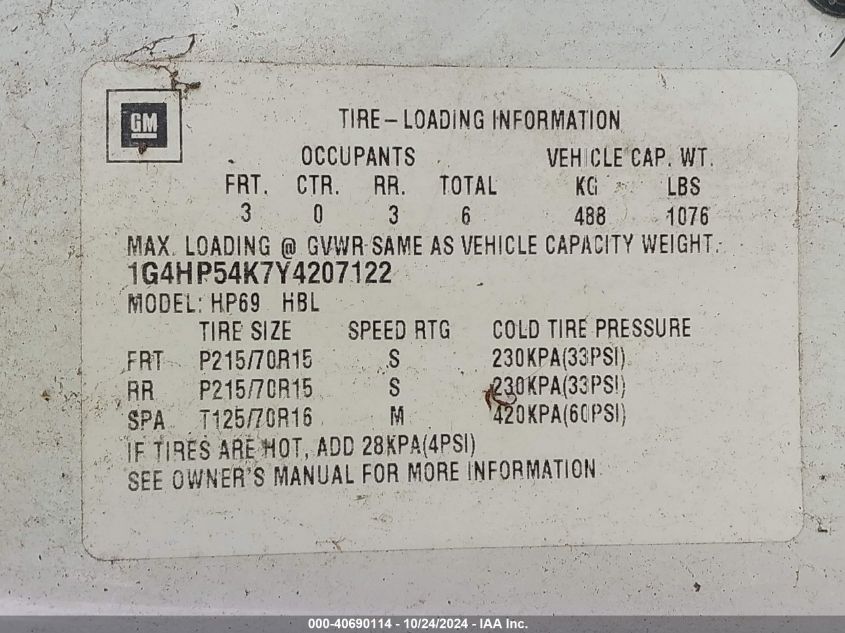 GM
TIRE-LOADING INFORMATION
OCCUPANTS VEHICLE CAP. WT.
FRT. CTR. RR. TOTAL KG LBS
3 0 3 6 488 1076
MAX. LOADING @ GVWR SAME AS VEHICLE CAPACITY WEIGHT.
1G4HP54K7Y4207122
MODEL: HP69 HBL
TIRE SIZE SPEED RTG COLD TIRE PRESSURE
FRT P215/70R15 S 230KPA(33PSI)
RR P215/70R15 S 230KPA(33PSI)
SPA T125/70R16 M 420KPA(60PSI)
IF TIRES ARE HOT, ADD 28KPA(4PSI)
SEE OWNER'S MANUAL FOR MORE INFORMATION
000-40690114 - 10/24/2024 - IAA Inc.